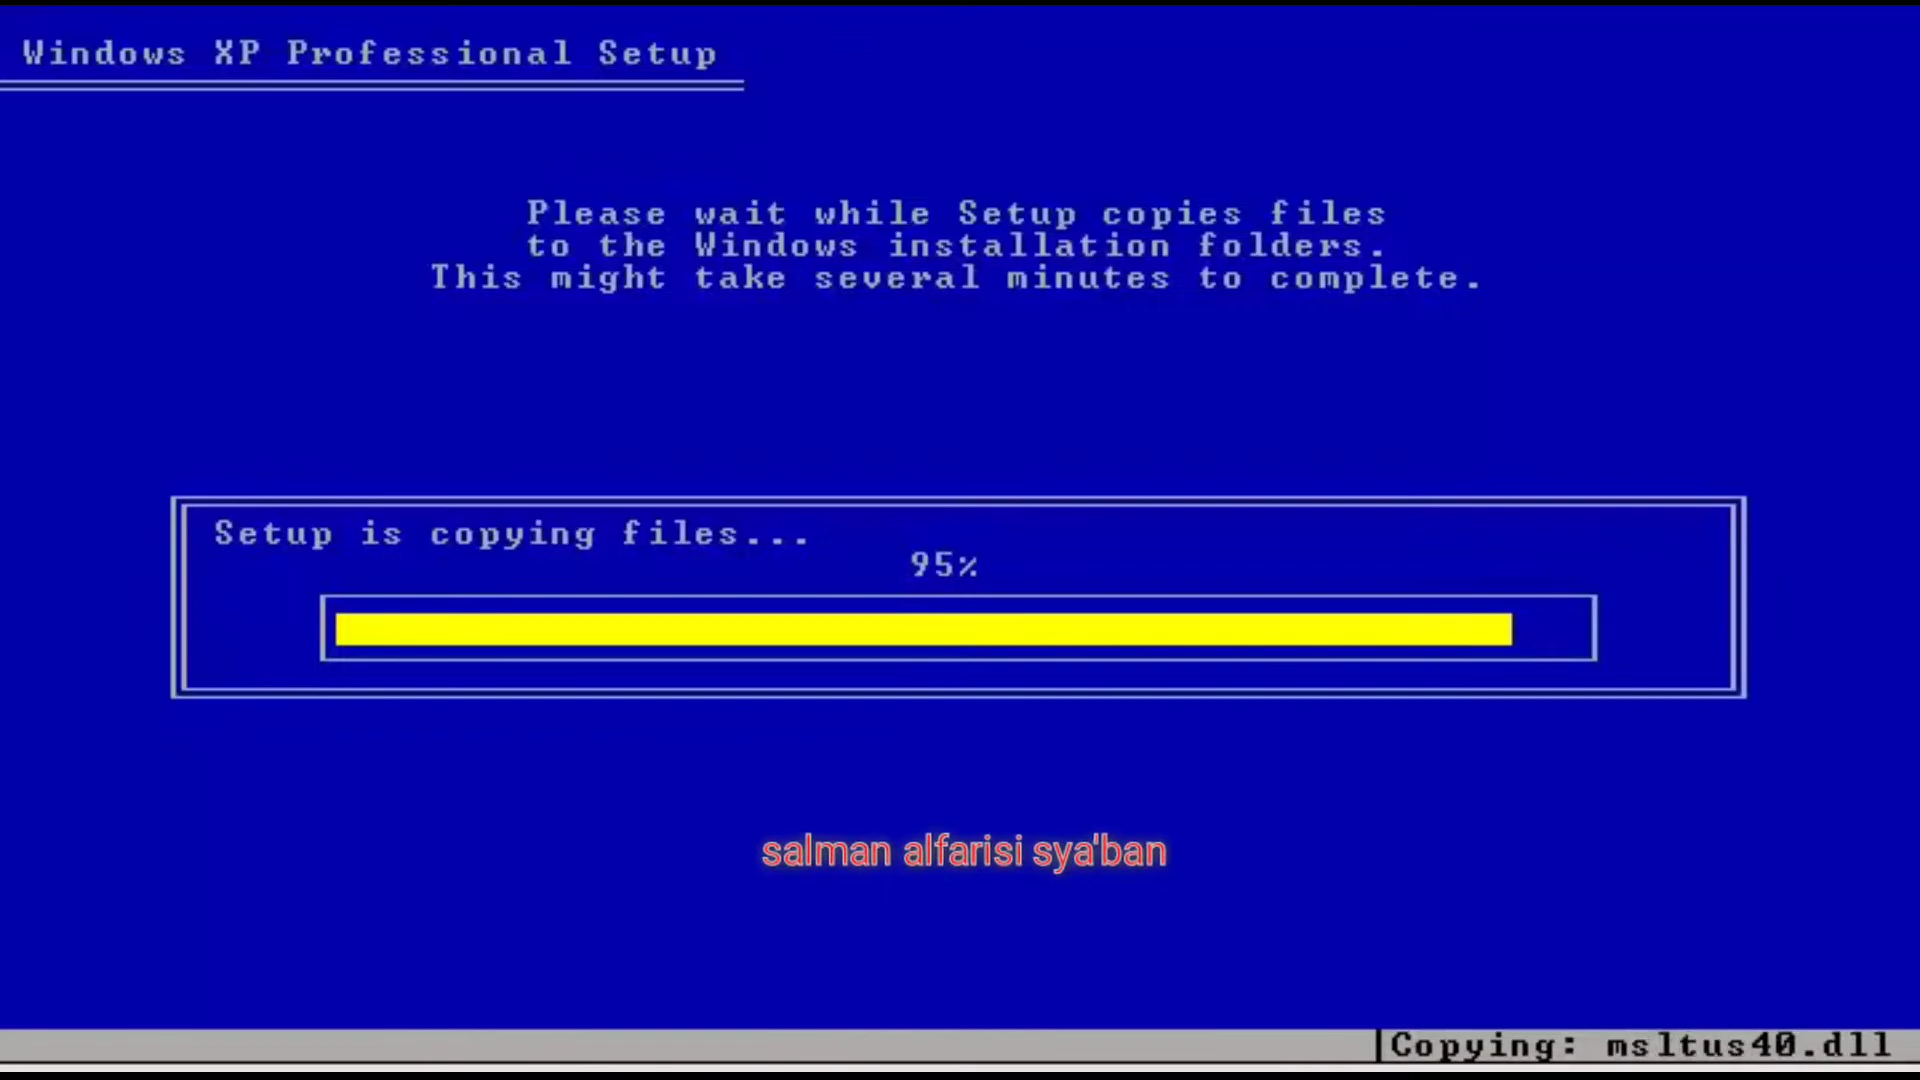 Windows XP Professional Setup
Please wait while Setup copies files
to the Windows installation folders.
This might take several minutes to complete.
Setup is copying files...
95%
salman alfarisi sya'ban
Copying: msltus40.dll